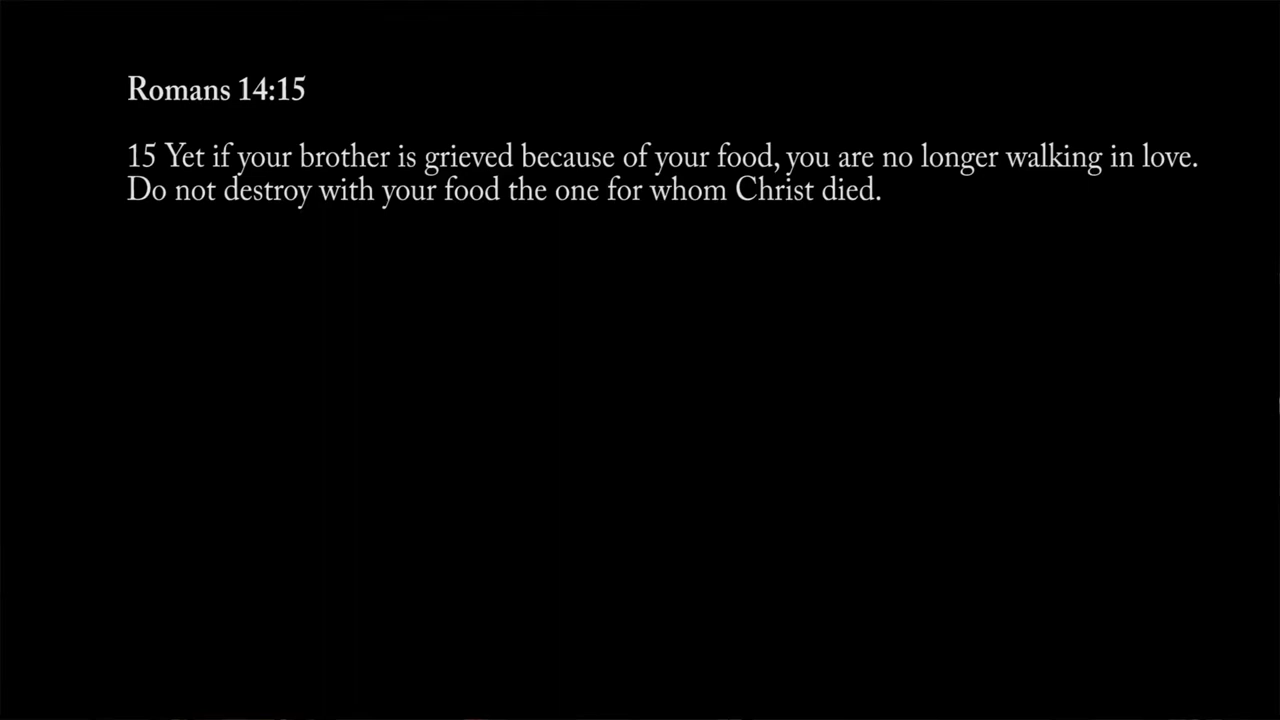 Romans 14:15
15 Yet if your brother is grieved because of your food, you are no longer walking in love.
Do not destroy with your food the one for whom Christ died.